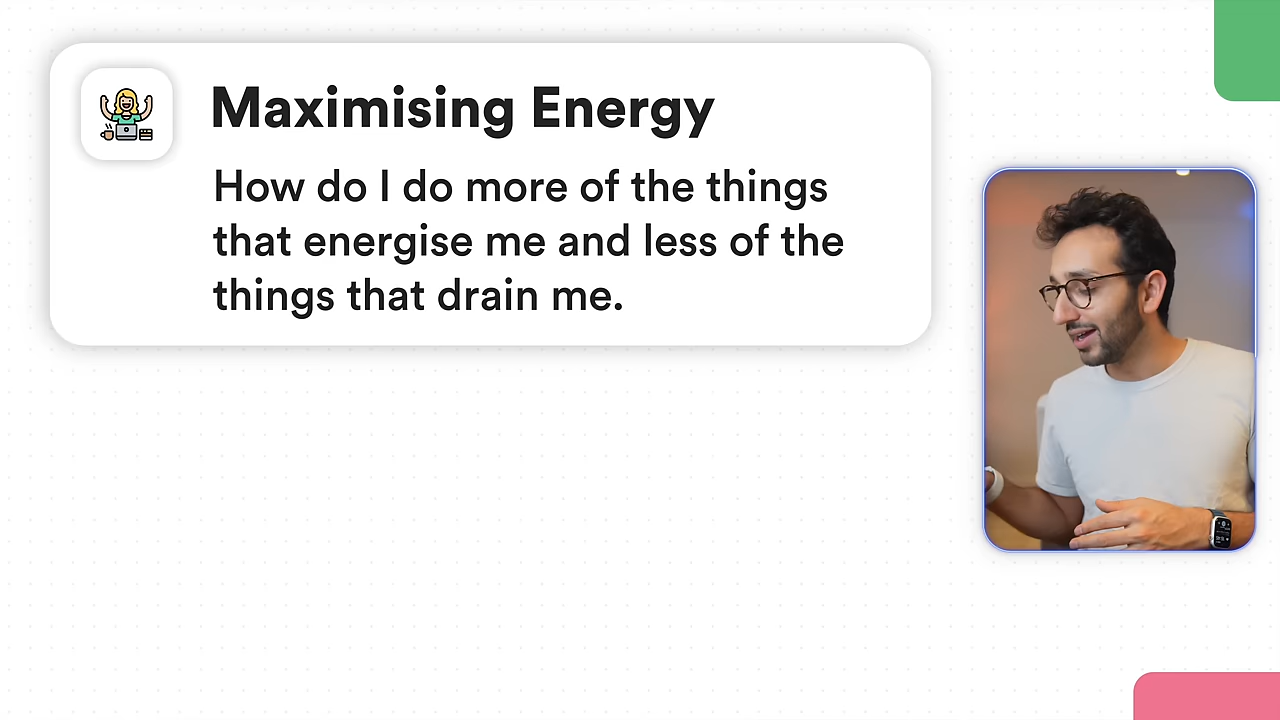 Maximising Energy
How do I do more of the things
that energise me and less of the
things that drain me.